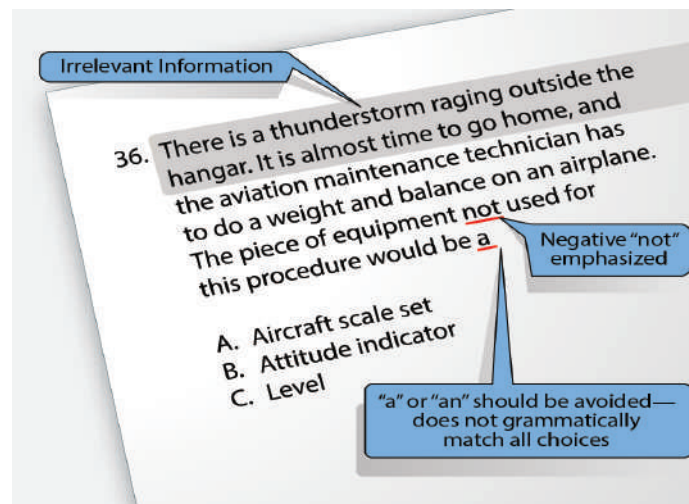 Irrelevant Information
36. There is a thunderstorm raging outside the
hangar. It is almost time to go home, and
the aviation maintenance technician has
to do a weight and balance on an airplane.
The piece of equipment not used for
this procedure would be a
Negative “not”
emphasized
A. Aircraft scale set
B. Attitude indicator
C. Level
“a” or “an” should be avoided—
does not grammatically
match all choices